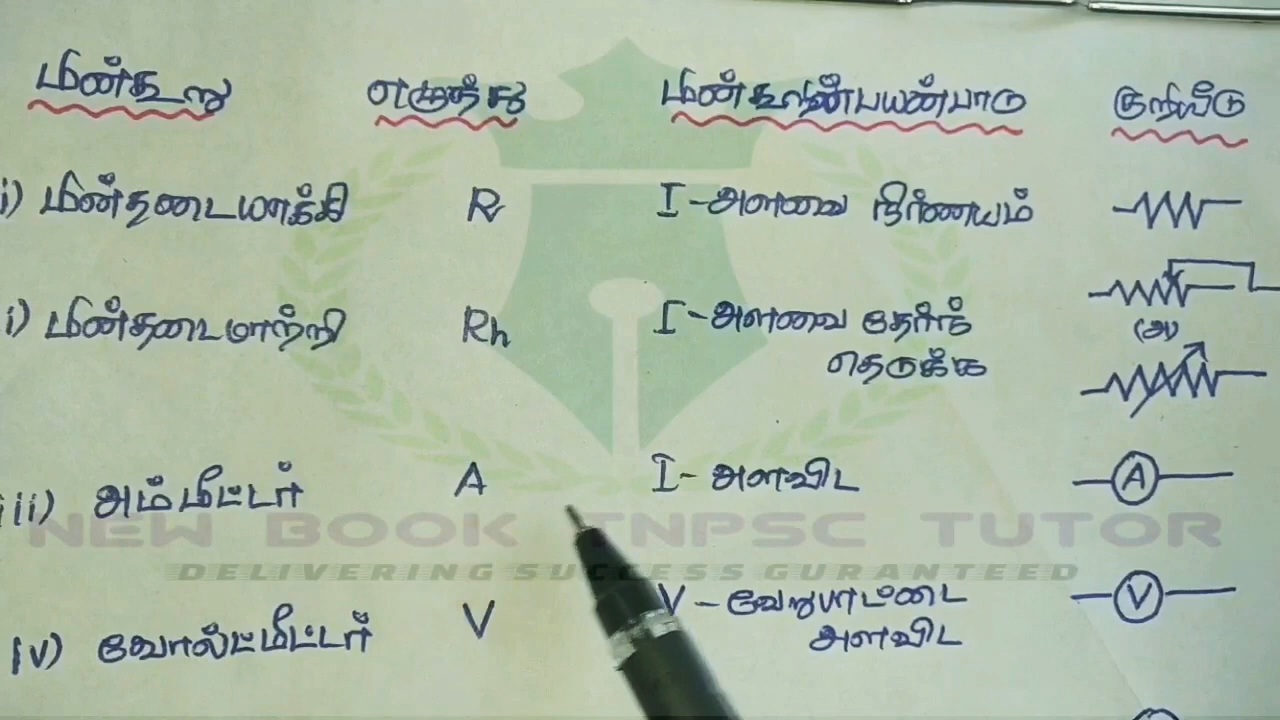 மின்கூறு எழுத்து மின்கூறின்பயன்பாடு குறியீடு
i) மின்தடையாக்கி R I - அளவை நிர்ணயம்
i) மின்தடைமாற்றி Rh I - அளவை தேர்ந்
தெடுக்க
(அ)
iii) அம்மீட்டர் A I - அளவிட A
NEW BOOK TNPSC TUTOR
DELIVERING SUCCESS GURANTEED
iv) வோல்ட்மீட்டர் V V - வேறுபாட்டை V
அளவிட